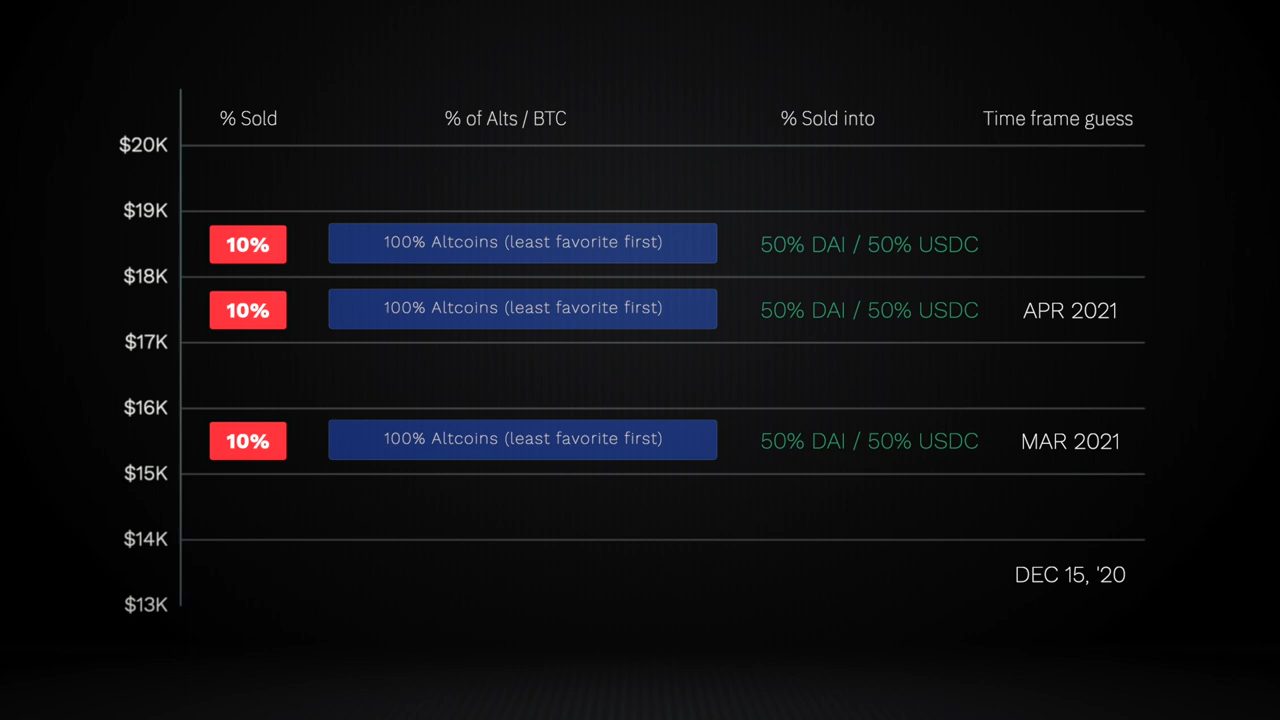 % Sold % of Alts / BTC % Sold into Time frame guess
$20K
$19K
10% 100% Altcoins (least favorite first) 50% DAI / 50% USDC
$18K
10% 100% Altcoins (least favorite first) 50% DAI / 50% USDC APR 2021
$17K
$16K
10% 100% Altcoins (least favorite first) 50% DAI / 50% USDC MAR 2021
$15K
$14K
DEC 15, '20
$13K